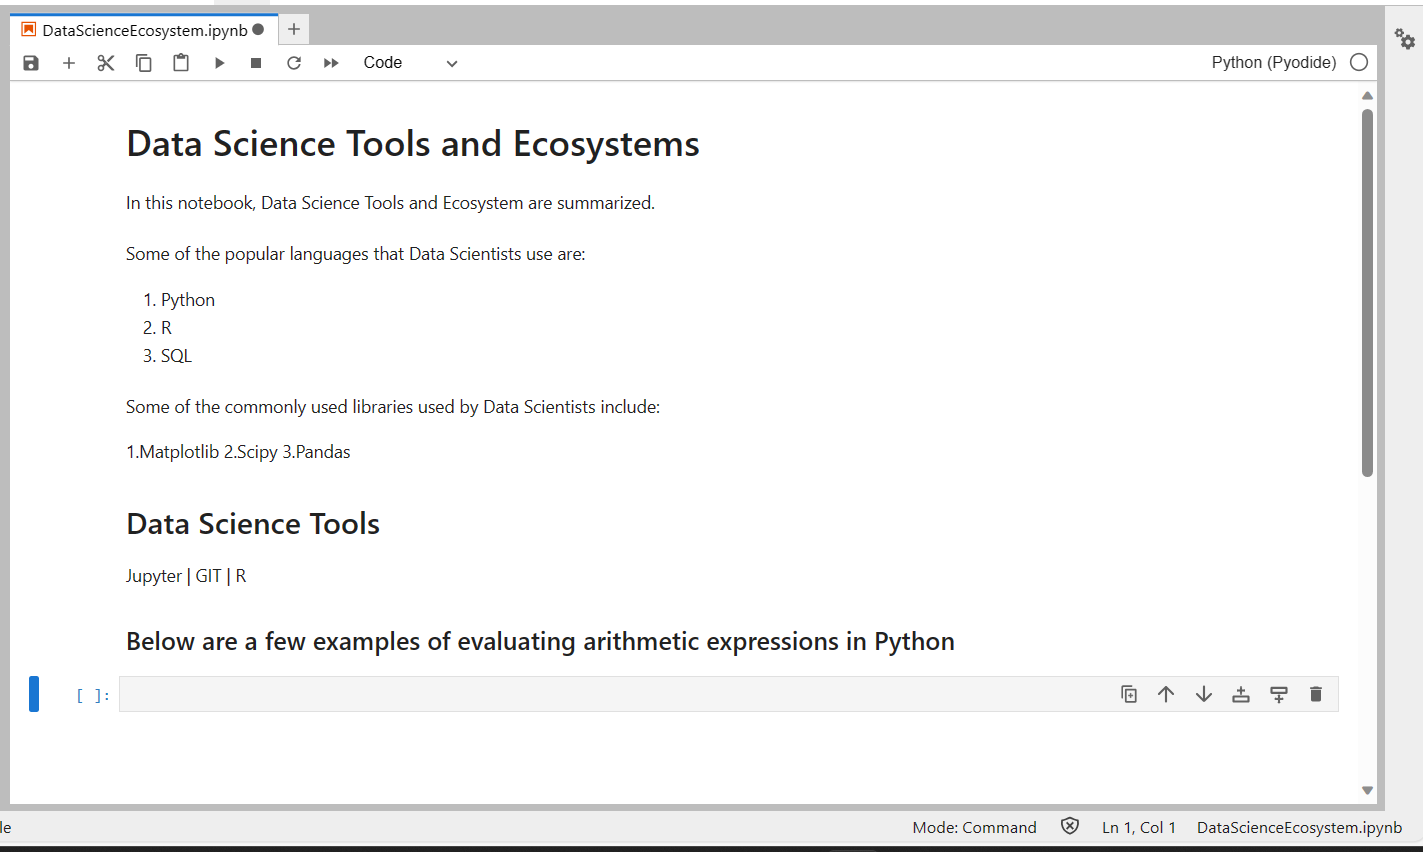 DataScienceEcosystem.ipynb
Code
Python (Pyodide)
Data Science Tools and Ecosystems
In this notebook, Data Science Tools and Ecosystem are summarized.
Some of the popular languages that Data Scientists use are:
1. Python
2. R
3. SQL
Some of the commonly used libraries used by Data Scientists include:
1.Matplotlib 2.Scipy 3.Pandas
Data Science Tools
Jupyter | GIT | R
Below are a few examples of evaluating arithmetic expressions in Python
[ ]:
le Mode: Command Ln 1, Col 1 DataScienceEcosystem.ipynb